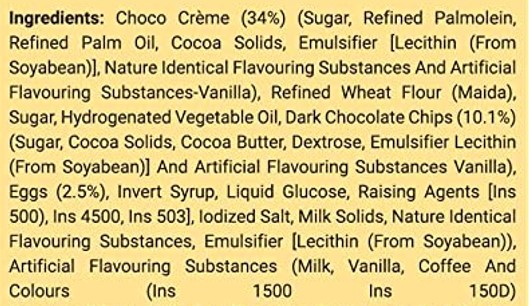 Ingredients: Choco Crème (34%) (Sugar, Refined Palmolein,
Refined Palm Oil, Cocoa Solids, Emulsifier [Lecithin (From
Soyabean)], Nature Identical Flavouring Substances And Artificial
Flavouring Substances-Vanilla), Refined Wheat Flour (Maida),
Sugar, Hydrogenated Vegetable Oil, Dark Chocolate Chips (10.1%)
(Sugar, Cocoa Solids, Cocoa Butter, Dextrose, Emulsifier Lecithin
(From Soyabean)] And Artificial Flavouring Substances Vanilla),
Eggs (2.5%), Invert Syrup, Liquid Glucose, Raising Agents [Ins
500), Ins 4500, Ins 503], Iodized Salt, Milk Solids, Nature Identical
Flavouring Substances, Emulsifier [Lecithin (From Soyabean)),
Artificial Flavouring Substances (Milk, Vanilla, Coffee And
Colours (Ins 1500 Ins 150D)